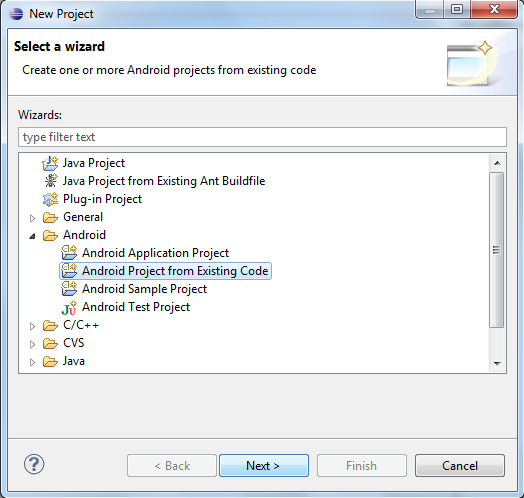 New Project
Select a wizard
Create one or more Android projects from existing code
Wizards:
type filter text
Java Project
Java Project from Existing Ant Buildfile
Plug-in Project
General
Android
Android Application Project
Android Project from Existing Code
Android Sample Project
Android Test Project
C/C++
CVS
Java
< Back Next > Finish Cancel